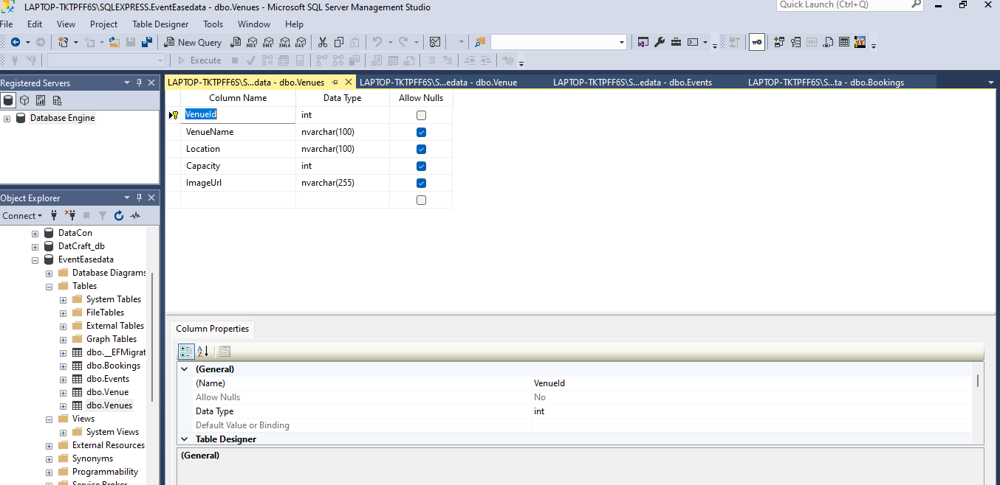 LAPTOP-TKTPFF6S\SQLEXPRESS.EventEasedata - dbo.Venues - Microsoft SQL Server Management Studio
Quick Launch (Ctrl+Q)
File Edit View Project Table Designer Tools Window Help
New Query MDX DMX XMLA DAX
Execute
Registered Servers
Database Engine
LAPTOP-TKTPFF6S\S...data - dbo.Venues LAPTOP-TKTPFF6S\S...edata - dbo.Venue LAPTOP-TKTPFF6S\S...edata - dbo.Events LAPTOP-TKTPFF6S\S...ta - dbo.Bookings
Column Name Data Type Allow Nulls
VenueId int
VenueName nvarchar(100)
Location nvarchar(100)
Capacity int
ImageUrl nvarchar(255)
Object Explorer
Connect
DataCon
DatCraft_db
EventEasedata
Database Diagrams
Tables
System Tables
FileTables
External Tables
Graph Tables
dbo.__EFMigrat
dbo.Bookings
dbo.Events
dbo.Venue
dbo.Venues
Views
System Views
External Resources
Synonyms
Programmability
Service Broker
Column Properties
(General)
(Name) VenueId
Allow Nulls No
Data Type int
Default Value or Binding
Table Designer
(General)